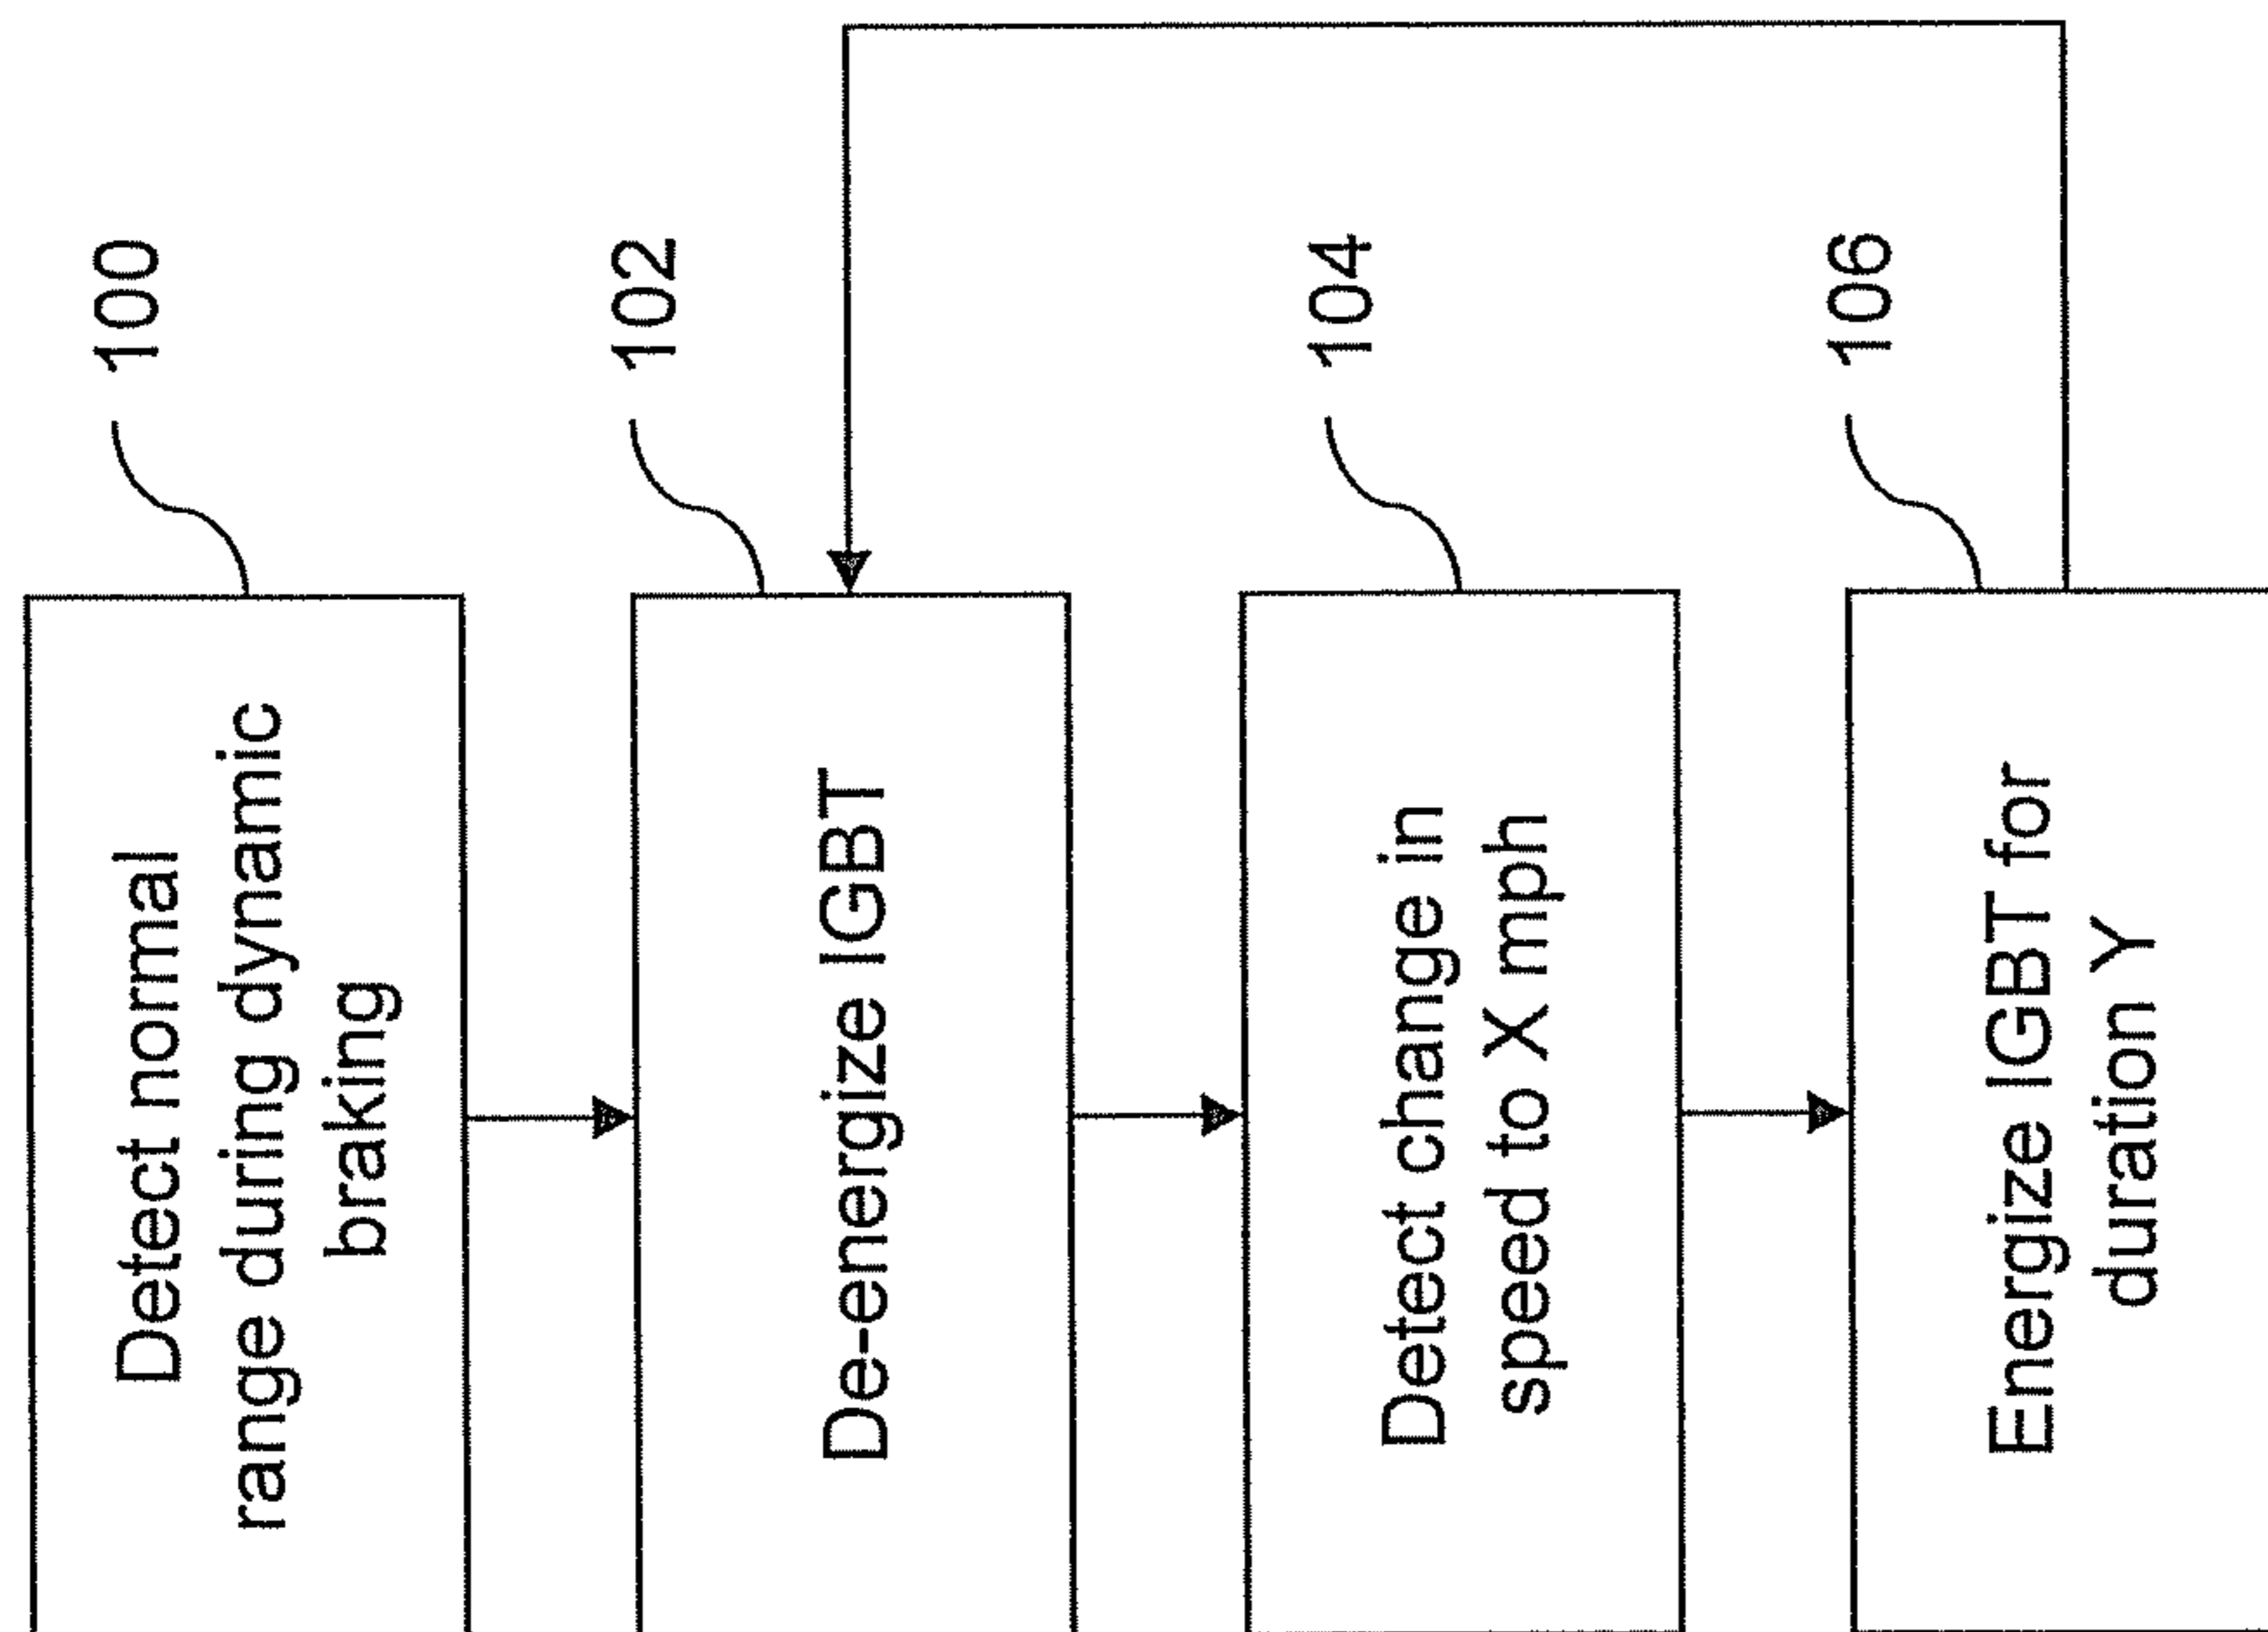 Detect normal
range during dynamic
braking
100
De-energize IGBT
102
Detect change in
speed to X mph
104
Energize IGBT for
duration Y
106